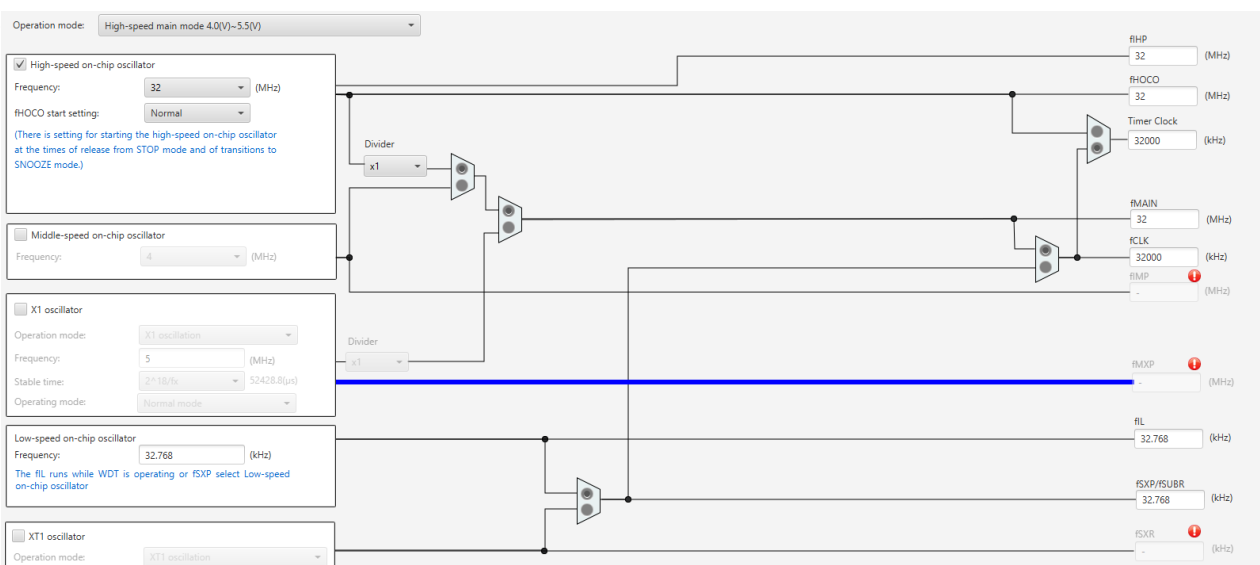 Operation mode: High-speed main mode 4.0(V)~5.5(V)
High-speed on-chip oscillator
Frequency: 32 (MHz)
fHOCO start setting: Normal
(There is setting for starting the high-speed on-chip oscillator
at the times of release from STOP mode and of transitions to
SNOOZE mode.)
Divider
x1
Middle-speed on-chip oscillator
Frequency: 4 (MHz)
X1 oscillator
Operation mode: X1 oscillation
Frequency: 5 (MHz)
Stable time: 2^18/fx 52428.8(μs)
Operating mode: Normal mode
Divider
x1
Low-speed on-chip oscillator
Frequency: 32.768 (kHz)
The fIL runs while WDT is operating or fSXP select Low-speed
on-chip oscillator
XT1 oscillator
Operation mode: XT1 oscillation
fIHP
32 (MHz)
fHOCO
32 (MHz)
Timer Clock
32000 (kHz)
fMAIN
32 (MHz)
fCLK
32000 (kHz)
fIMP
- (MHz)
fMXP
- (MHz)
fIL
32.768 (kHz)
fSXP/fSUBR
32.768 (kHz)
fSXR
- (kHz)